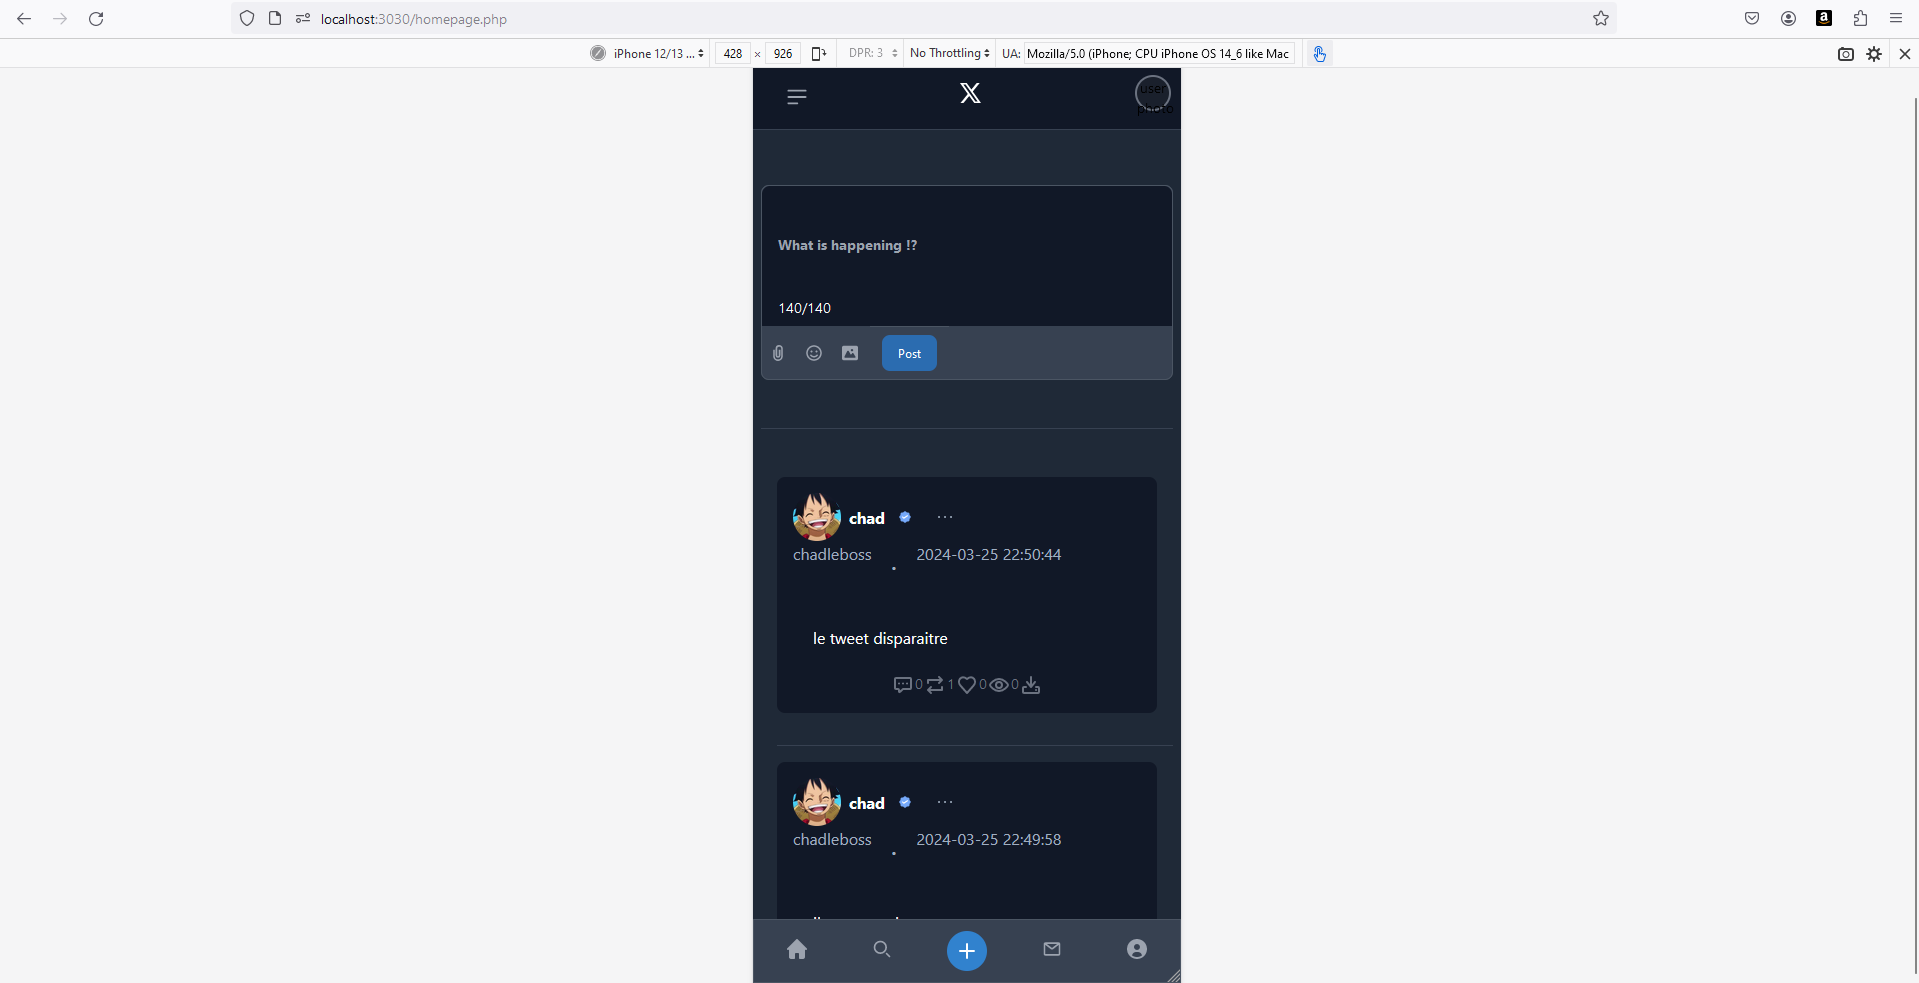 localhost:3030/homepage.php
iPhone 12/13 ...
428 × 926
DPR: 3
No Throttling
UA: Mozilla/5.0 (iPhone; CPU iPhone OS 14_6 like Mac
X
user
photo
What is happening !?
140/140
Post
chad ...
chadleboss . 2024-03-25 22:50:44
le tweet disparaitre
0 1 0 0
chad ...
chadleboss . 2024-03-25 22:49:58